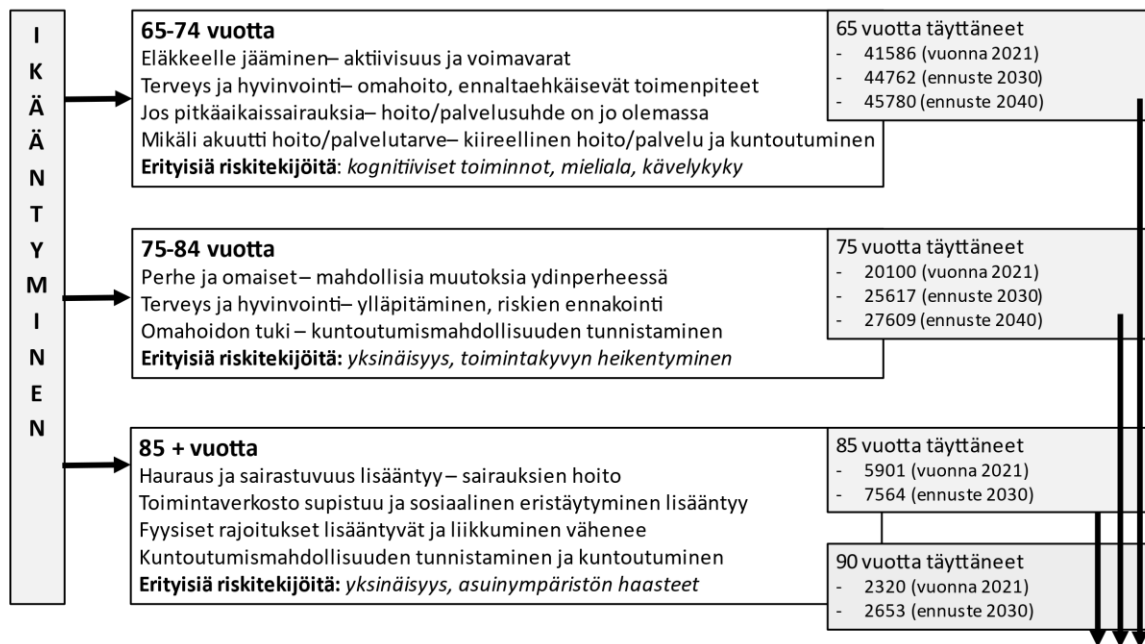 IKÄÄNTYMINEN
65-74 vuotta
Eläkkeelle jääminen– aktiivisuus ja voimavarat
Terveys ja hyvinvointi– omahoito, ennaltaehkäisevät toimenpiteet
Jos pitkäaikaissairauksia– hoito/palvelusuhde on jo olemassa
Mikäli akuutti hoito/palvelutarve– kiireellinen hoito/palvelu ja kuntoutuminen
Erityisiä riskitekijöitä: kognitiiviset toiminnot, mieliala, kävelykyky
65 vuotta täyttäneet
- 41586 (vuonna 2021)
- 44762 (ennuste 2030)
- 45780 (ennuste 2040)
75-84 vuotta
Perhe ja omaiset – mahdollisia muutoksia ydinperheessä
Terveys ja hyvinvointi– ylläpitäminen, riskien ennakointi
Omahoidon tuki – kuntoutumismahdollisuuden tunnistaminen
Erityisiä riskitekijöitä: yksinäisyys, toimintakyvyn heikentyminen
75 vuotta täyttäneet
- 20100 (vuonna 2021)
- 25617 (ennuste 2030)
- 27609 (ennuste 2040)
85 + vuotta
Hauraus ja sairastuvuus lisääntyy – sairauksien hoito
Toimintaverkosto supistuu ja sosiaalinen eristäytyminen lisääntyy
Fyysiset rajoitukset lisääntyvät ja liikkuminen vähenee
Kuntoutumismahdollisuuden tunnistaminen ja kuntoutuminen
Erityisiä riskitekijöitä: yksinäisyys, asuinympäristön haasteet
85 vuotta täyttäneet
- 5901 (vuonna 2021)
- 7564 (ennuste 2030)
90 vuotta täyttäneet
- 2320 (vuonna 2021)
- 2653 (ennuste 2030)